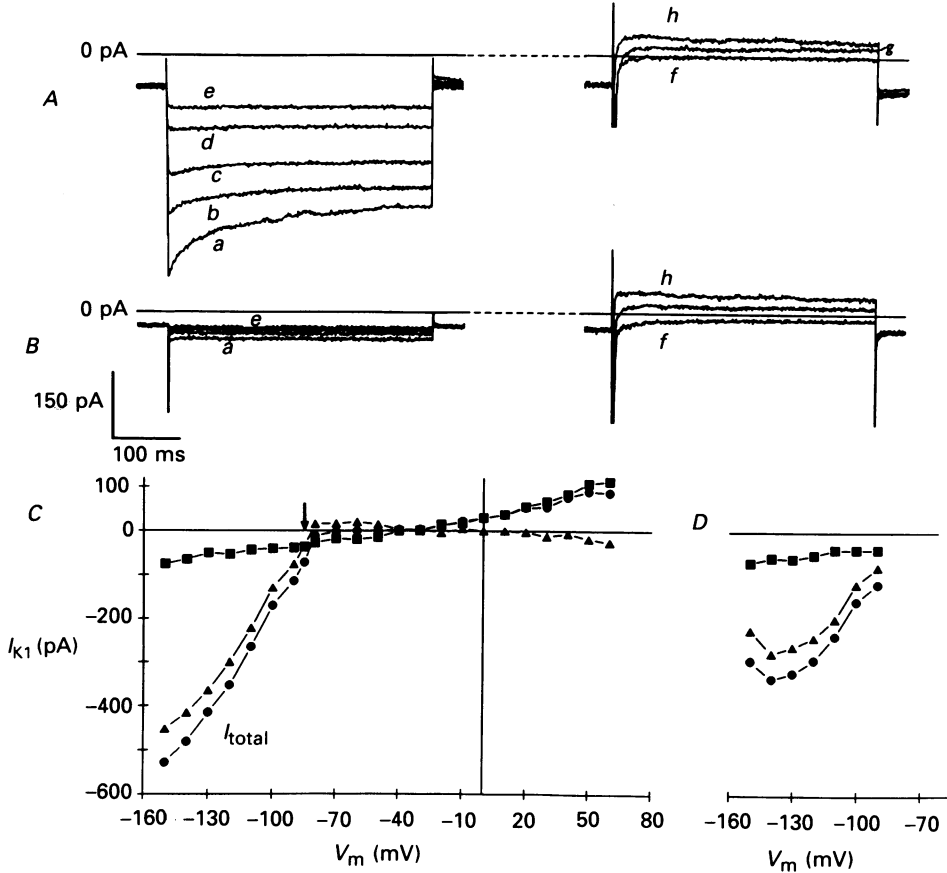 0 pA
A
e
d
c
b
a
h
g
f
0 pA
B
e
a
h
f
150 pA
100 ms
C
100
0
−200
−400
−600
I_K1 (pA)
I_total
−160 −130 −100 −70 −40 −10 20 50 80
V_m (mV)
D
−160 −130 −100 −70
V_m (mV)